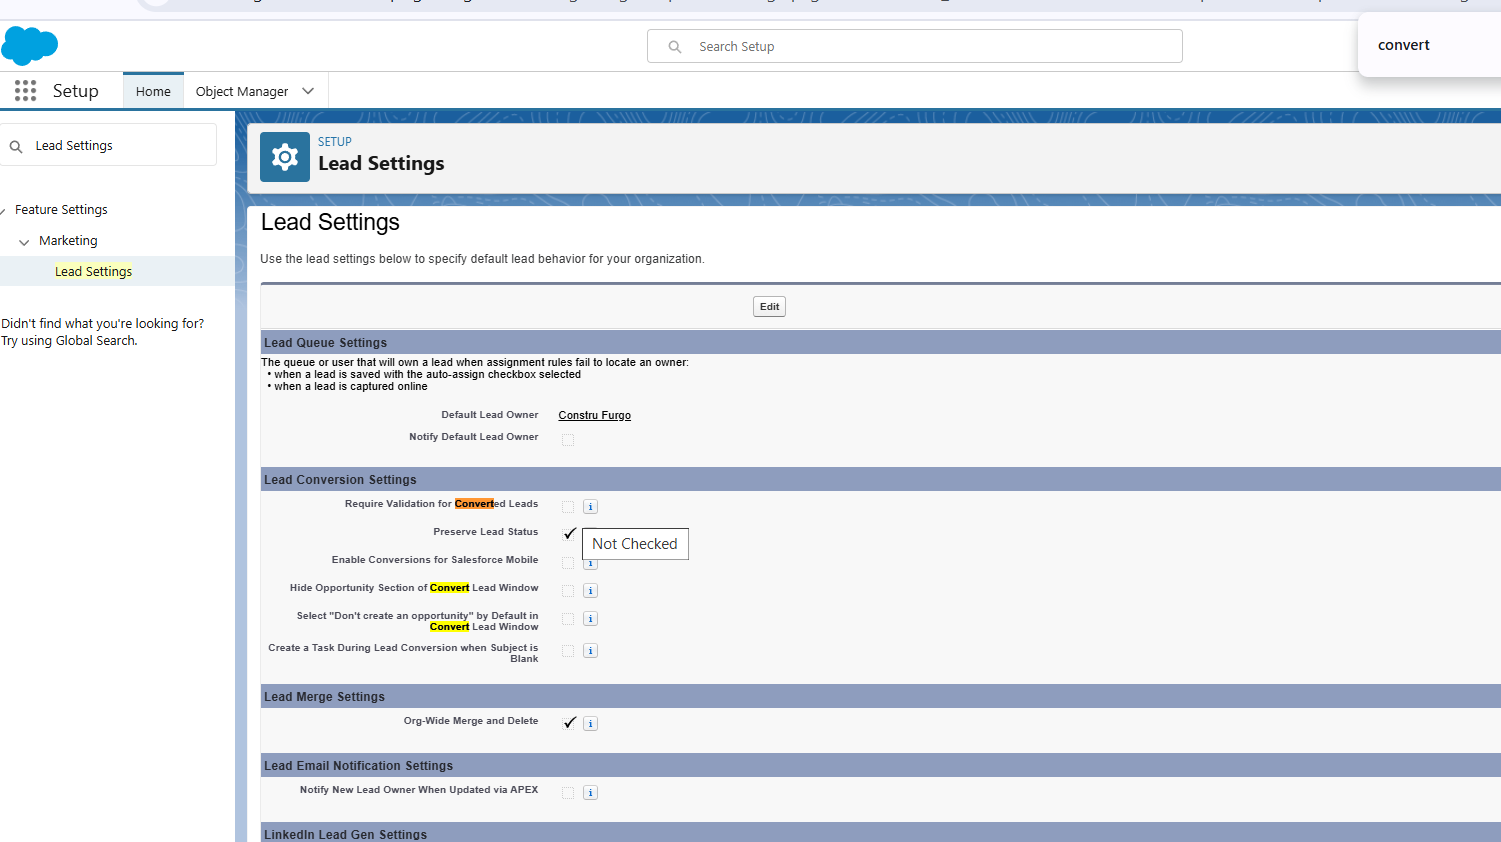 convert
Search Setup
Setup
Home
Object Manager
Lead Settings
Feature Settings
Marketing
Lead Settings
Didn't find what you're looking for?
Try using Global Search.
SETUP
Lead Settings
Lead Settings
Use the lead settings below to specify default lead behavior for your organization.
Edit
Lead Queue Settings
The queue or user that will own a lead when assignment rules fail to locate an owner:
• when a lead is saved with the auto-assign checkbox selected
• when a lead is captured online
Default Lead Owner Constru Furgo
Notify Default Lead Owner
Lead Conversion Settings
Require Validation for Converted Leads
Preserve Lead Status
Not Checked
Enable Conversions for Salesforce Mobile
Hide Opportunity Section of Convert Lead Window
Select "Don't create an opportunity" by Default in
Convert Lead Window
Create a Task During Lead Conversion when Subject is
Blank
Lead Merge Settings
Org-Wide Merge and Delete
Lead Email Notification Settings
Notify New Lead Owner When Updated via APEX
LinkedIn Lead Gen Settings